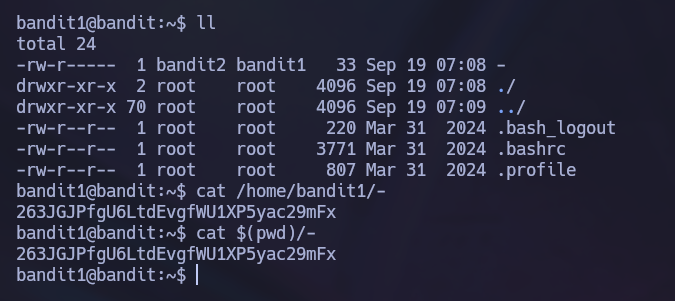 bandit1@bandit:~$ ll
total 24
-rw-r-----  1 bandit2 bandit1   33 Sep 19 07:08 -
drwxr-xr-x  2 root    root    4096 Sep 19 07:08 ./
drwxr-xr-x 70 root    root    4096 Sep 19 07:09 ../
-rw-r--r--  1 root    root     220 Mar 31  2024 .bash_logout
-rw-r--r--  1 root    root    3771 Mar 31  2024 .bashrc
-rw-r--r--  1 root    root     807 Mar 31  2024 .profile
bandit1@bandit:~$ cat /home/bandit1/-
263JGJPfgU6LtdEvgfWU1XP5yac29mFx
bandit1@bandit:~$ cat $(pwd)/-
263JGJPfgU6LtdEvgfWU1XP5yac29mFx
bandit1@bandit:~$